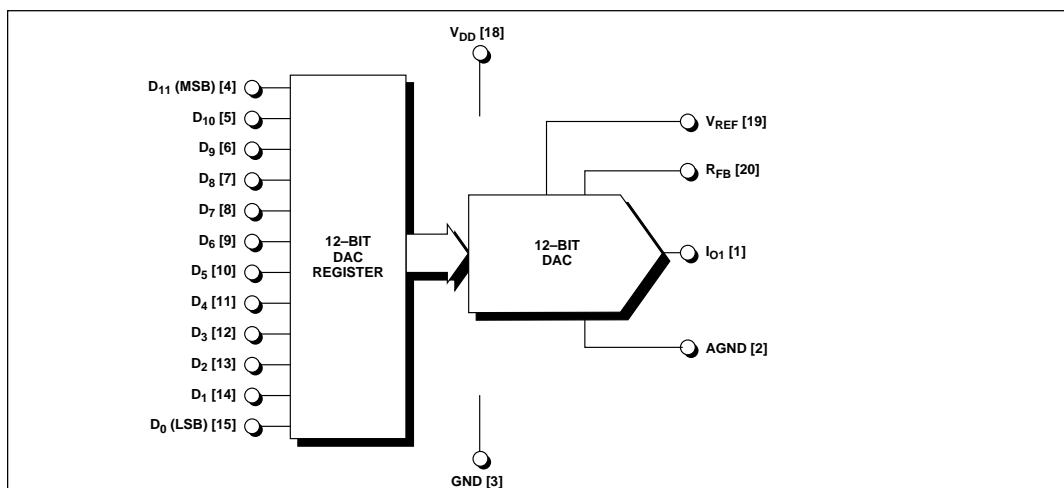 V_DD [18]
D_11 (MSB) [4]
D_10 [5]
D_9 [6]
D_8 [7]
D_7 [8]
D_6 [9]
D_5 [10]
D_4 [11]
D_3 [12]
D_2 [13]
D_1 [14]
D_0 (LSB) [15]
12–BIT
DAC
REGISTER
12–BIT
DAC
V_REF [19]
R_FB [20]
I_O1 [1]
AGND [2]
GND [3]